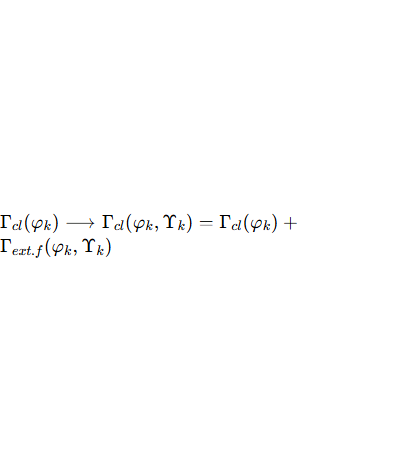 Γ_{cl}(φ_k) ⟶ Γ_{cl}(φ_k, Υ_k) = Γ_{cl}(φ_k) +
Γ_{ext.f}(φ_k, Υ_k)